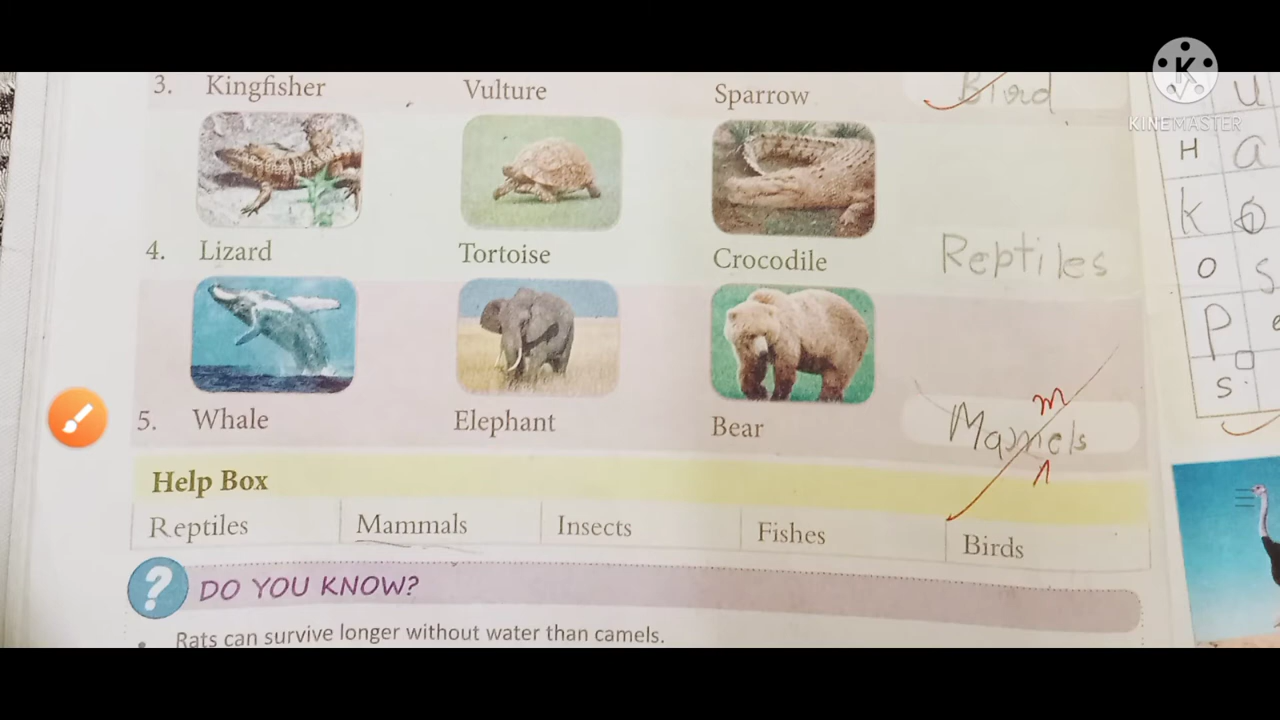 3. Kingfisher Vulture Sparrow Bird
KINEMASTER
4. Lizard Tortoise Crocodile Reptiles
5. Whale Elephant Bear Mamels
m
Help Box
Reptiles Mammals Insects Fishes Birds
? DO YOU KNOW?
• Rats can survive longer without water than camels.
u
H a
k o
o s
p
s